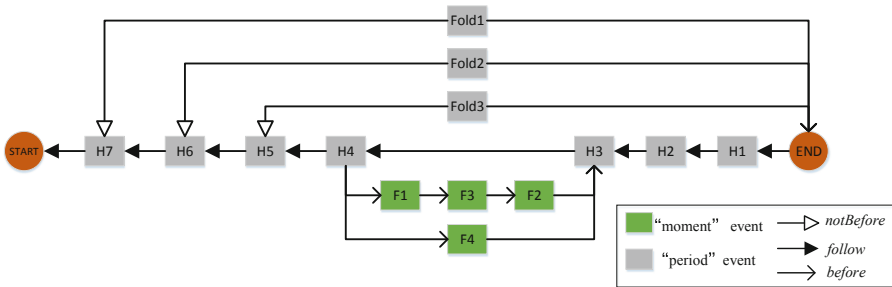 Fold1
Fold2
Fold3
START H7 H6 H5 H4 H3 H2 H1 END
F1 F3 F2
F4
“moment” event notBefore
follow
“period” event
before